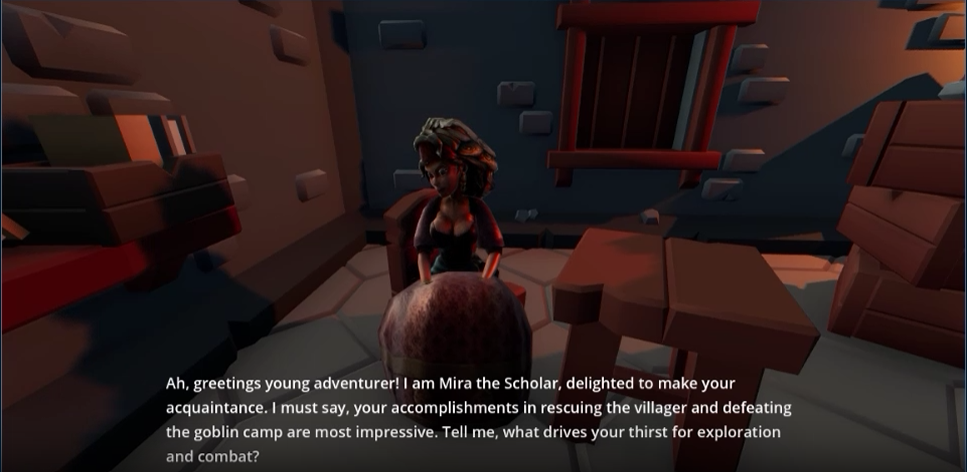 Ah, greetings young adventurer! I am Mira the Scholar, delighted to make your
acquaintance. I must say, your accomplishments in rescuing the villager and defeating
the goblin camp are most impressive. Tell me, what drives your thirst for exploration
and combat?